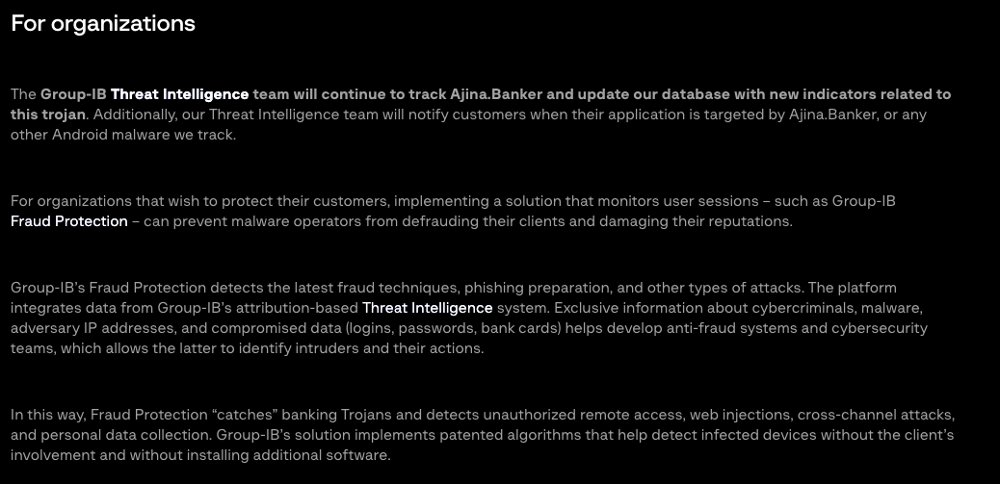 For organizations
The Group-IB Threat Intelligence team will continue to track Ajina.Banker and update our database with new indicators related to
this trojan. Additionally, our Threat Intelligence team will notify customers when their application is targeted by Ajina.Banker, or any
other Android malware we track.
For organizations that wish to protect their customers, implementing a solution that monitors user sessions – such as Group-IB
Fraud Protection – can prevent malware operators from defrauding their clients and damaging their reputations.
Group-IB’s Fraud Protection detects the latest fraud techniques, phishing preparation, and other types of attacks. The platform
integrates data from Group-IB’s attribution-based Threat Intelligence system. Exclusive information about cybercriminals, malware,
adversary IP addresses, and compromised data (logins, passwords, bank cards) helps develop anti-fraud systems and cybersecurity
teams, which allows the latter to identify intruders and their actions.
In this way, Fraud Protection “catches” banking Trojans and detects unauthorized remote access, web injections, cross-channel attacks,
and personal data collection. Group-IB’s solution implements patented algorithms that help detect infected devices without the client’s
involvement and without installing additional software.